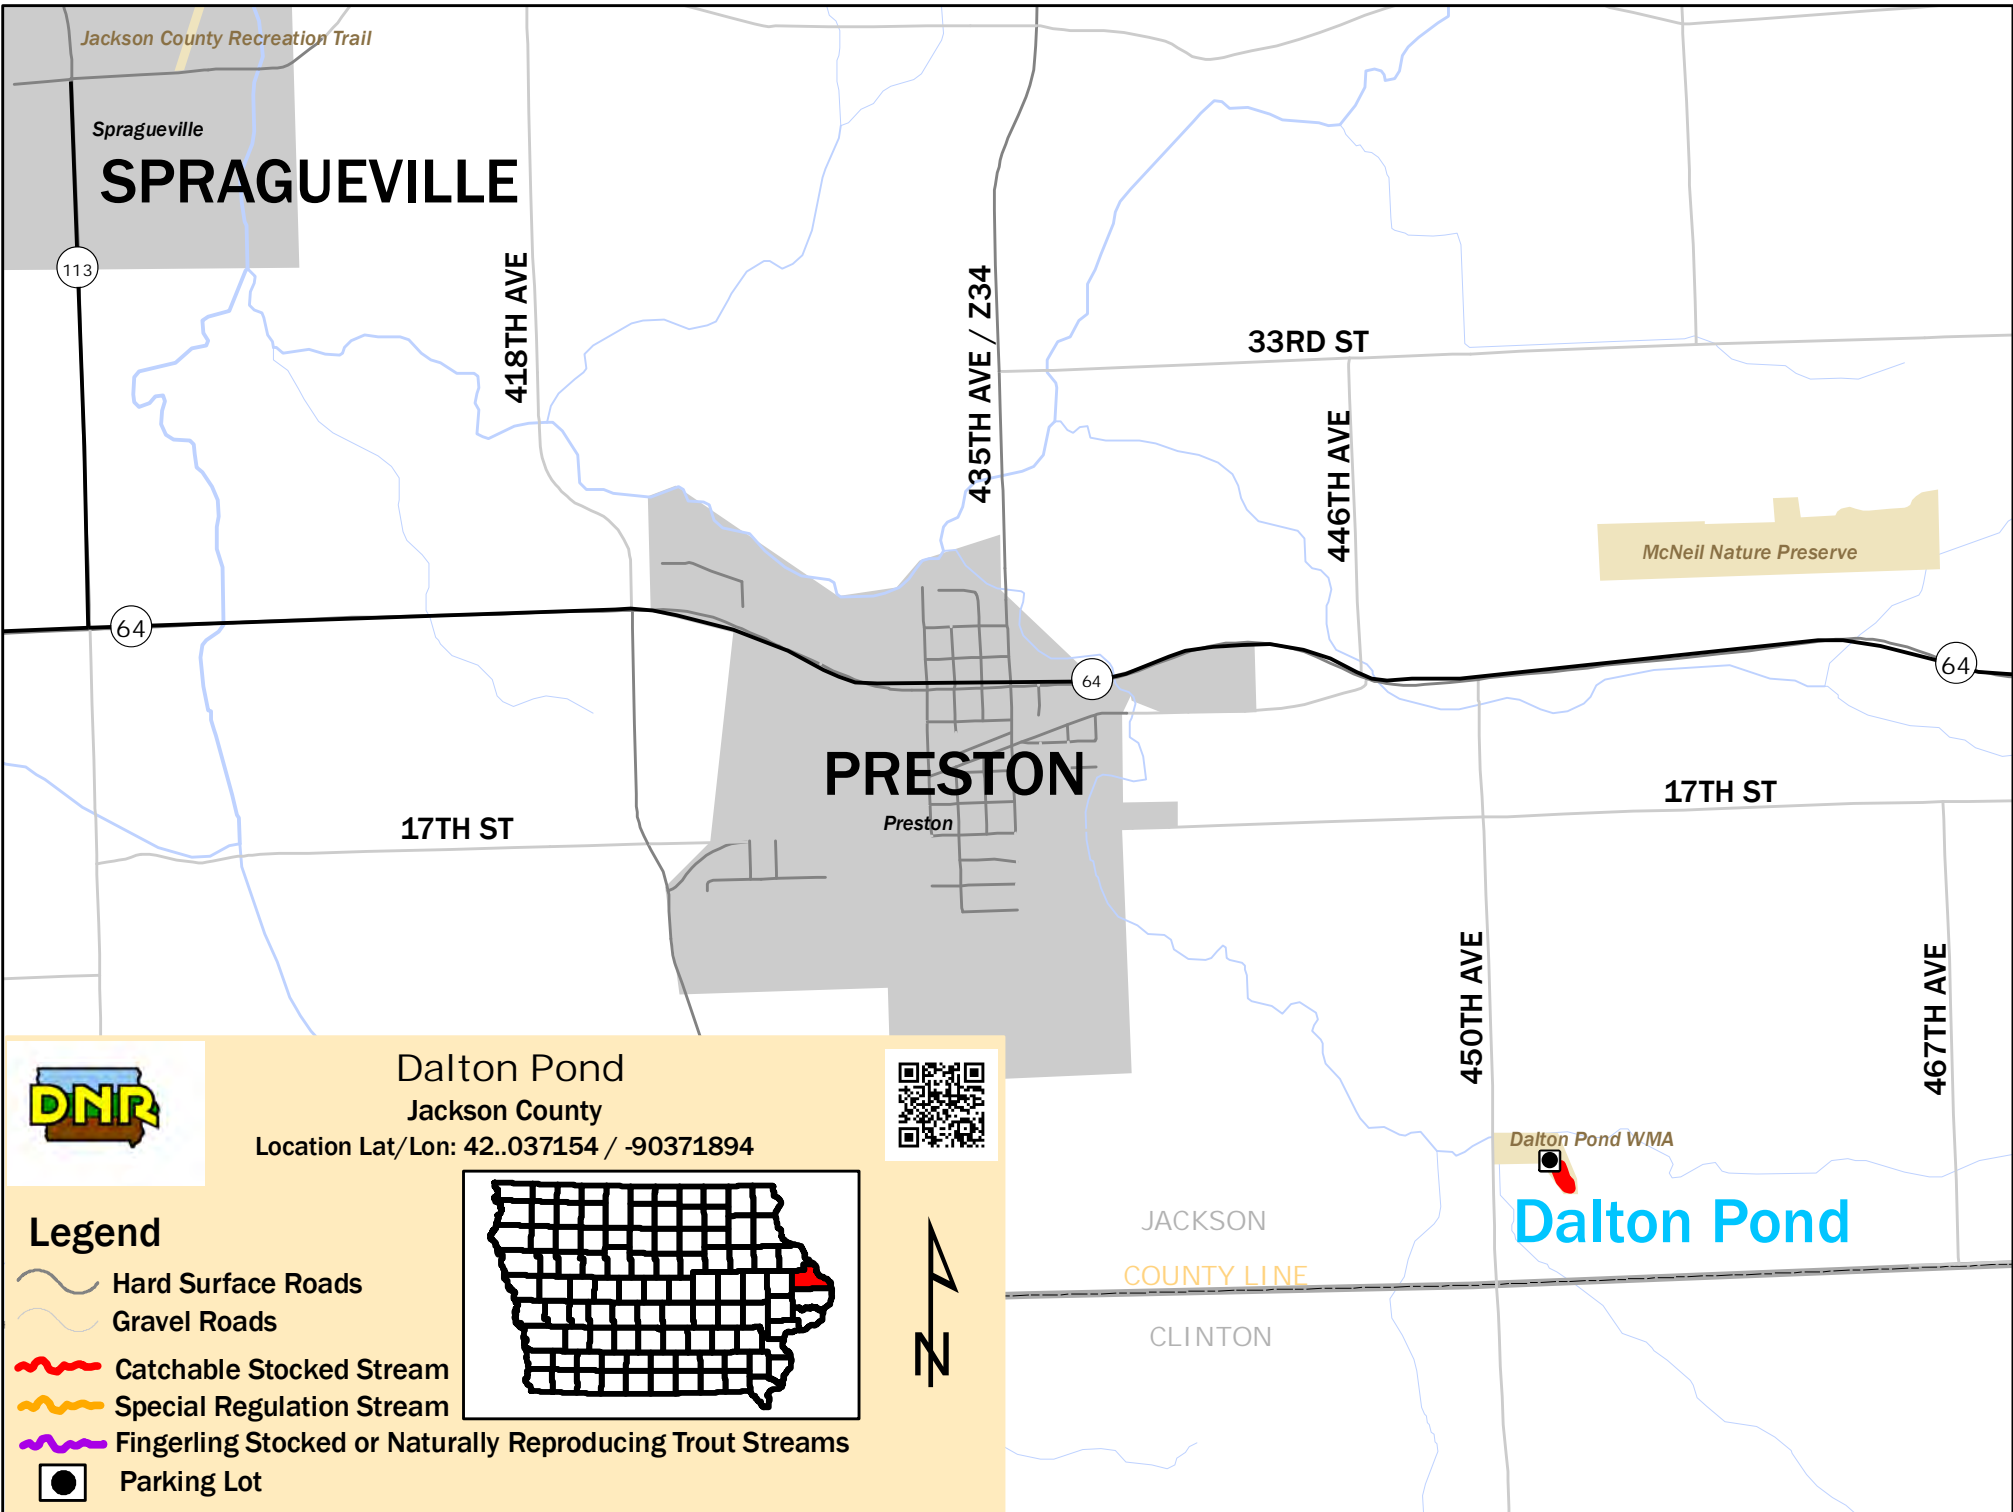 Jackson County Recreation Trail
Spragueville
SPRAGUEVILLE
113
418TH AVE
435TH AVE / Z34
33RD ST
446TH AVE
McNeil Nature Preserve
64
64
64
PRESTON
Preston
17TH ST
17TH ST
450TH AVE
467TH AVE
Dalton Pond WMA
Dalton Pond
JACKSON
COUNTY LINE
CLINTON
DNR
Dalton Pond
Jackson County
Location Lat/Lon: 42..037154 / -90371894
Legend
Hard Surface Roads
Gravel Roads
Catchable Stocked Stream
Special Regulation Stream
Fingerling Stocked or Naturally Reproducing Trout Streams
Parking Lot
N